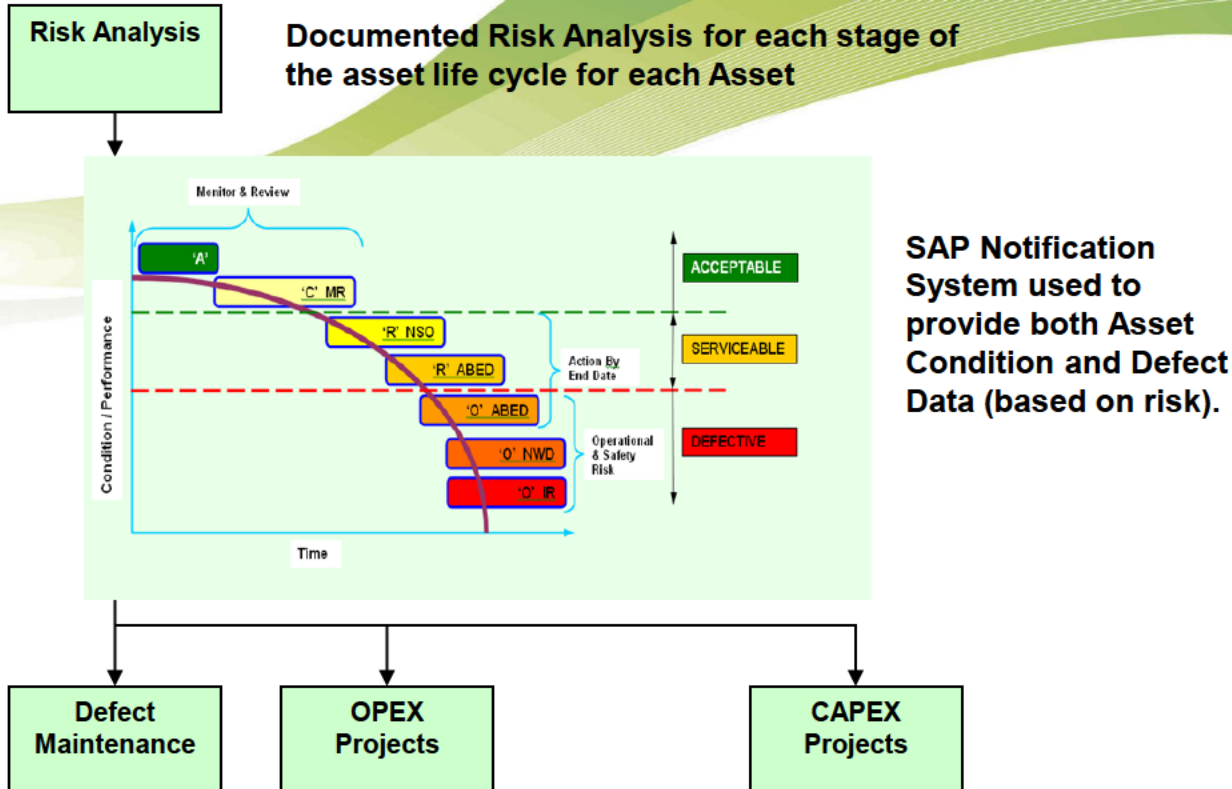 Risk Analysis
Documented Risk Analysis for each stage of
the asset life cycle for each Asset
Monitor & Review
'A'
'C' MR
'R' NSO
'R' ABED
'O' ABED
'O' NWD
'O' IR
Action By
End Date
Operational
& Safety
Risk
ACCEPTABLE
SERVICEABLE
DEFECTIVE
Condition / Performance
Time
SAP Notification
System used to
provide both Asset
Condition and Defect
Data (based on risk).
Defect
Maintenance
OPEX
Projects
CAPEX
Projects